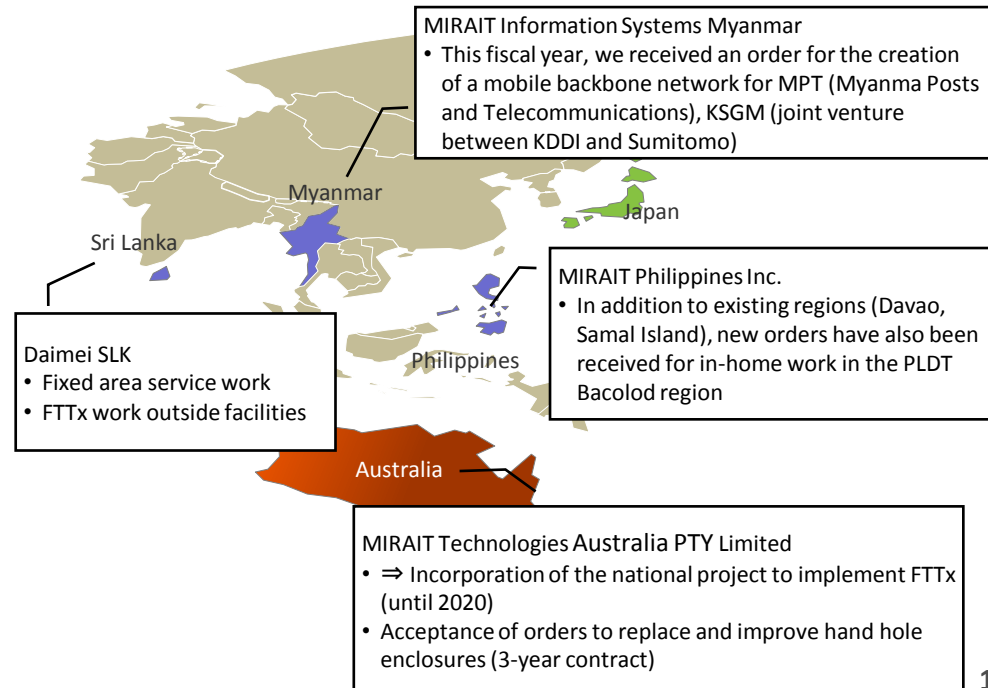 MIRAIT Information Systems Myanmar
• This fiscal year, we received an order for the creation
of a mobile backbone network for MPT (Myanma Posts
and Telecommunications), KSGM (joint venture
between KDDI and Sumitomo)
Myanmar
Japan
Sri Lanka
MIRAIT Philippines Inc.
• In addition to existing regions (Davao,
Samal Island), new orders have also been
received for in-home work in the PLDT
Bacolod region
Philippines
Daimei SLK
• Fixed area service work
• FTTx work outside facilities
Australia
MIRAIT Technologies Australia PTY Limited
• ⇒ Incorporation of the national project to implement FTTx
(until 2020)
• Acceptance of orders to replace and improve hand hole
enclosures (3-year contract)